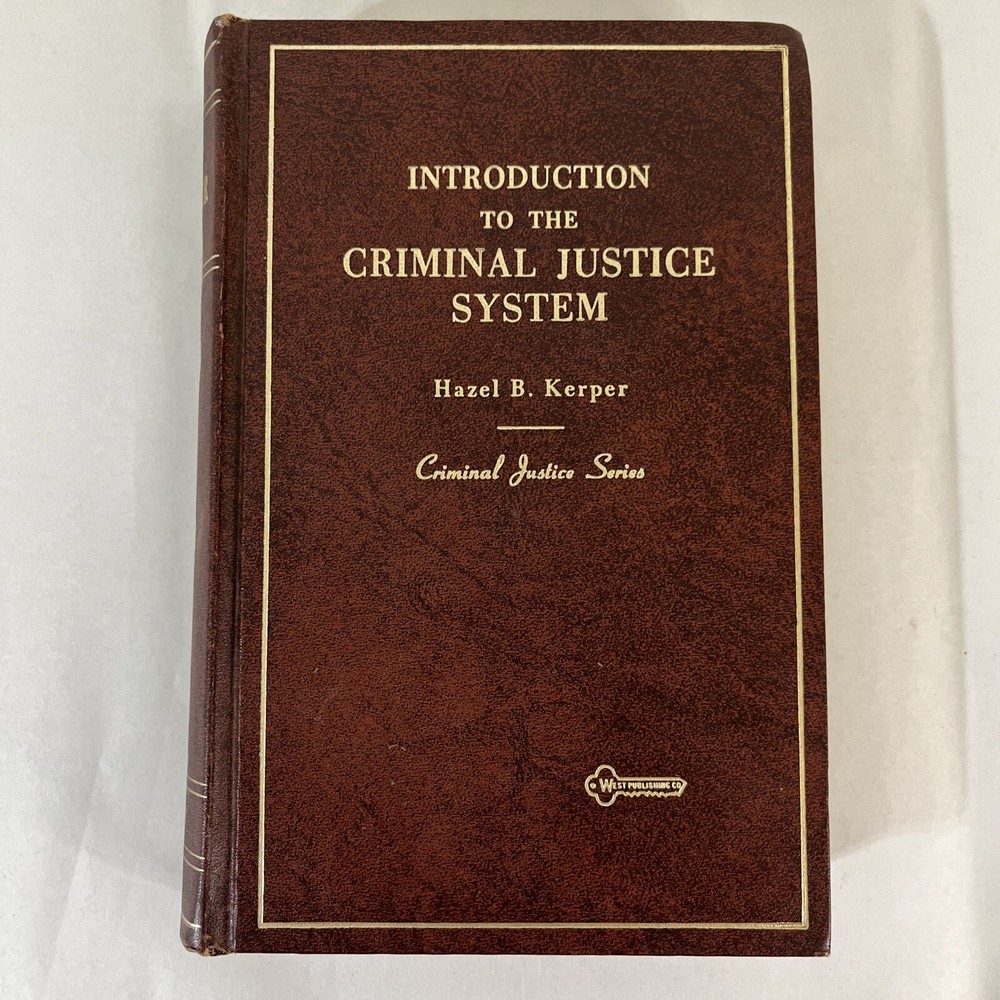 INTRODUCTION
TO THE
CRIMINAL JUSTICE
SYSTEM
Hazel B. Kerper
Criminal Justice Series
WEST PUBLISHING CO